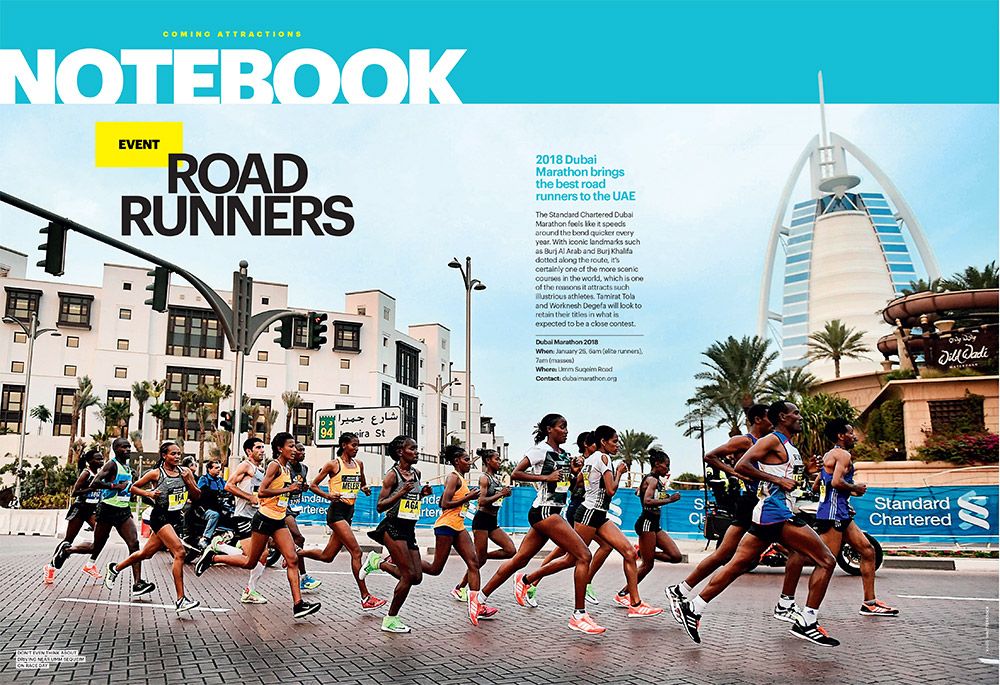 COMING ATTRACTIONS
NOTEBOOK
EVENT
ROAD
RUNNERS
2018 Dubai
Marathon brings
the best road
runners to the UAE
The Standard Chartered Dubai
Marathon feels like it speeds
around the bend quicker every
year. With iconic landmarks such
as Burj Al Arab and Burj Khalifa
dotted along the route, it's
certainly one of the more scenic
courses in the world, which is one
of the reasons it attracts such
illustrious athletes. Tamirat Tola
and Worknesh Degefa will look to
retain their titles in what is
expected to be a close contest.
Dubai Marathon 2018
When: January 26, 6am (elite runners),
7am (masses)
Where: Umm Suqeim Road
Contact: dubaimarathon.org
Wild Wadi
شارع جميرا
94
eira St
AGA
Standard
Chartered
DON'T EVEN THINK ABOUT
DRIVING NEAR UMM SEQUEIM
ON RACE DAY